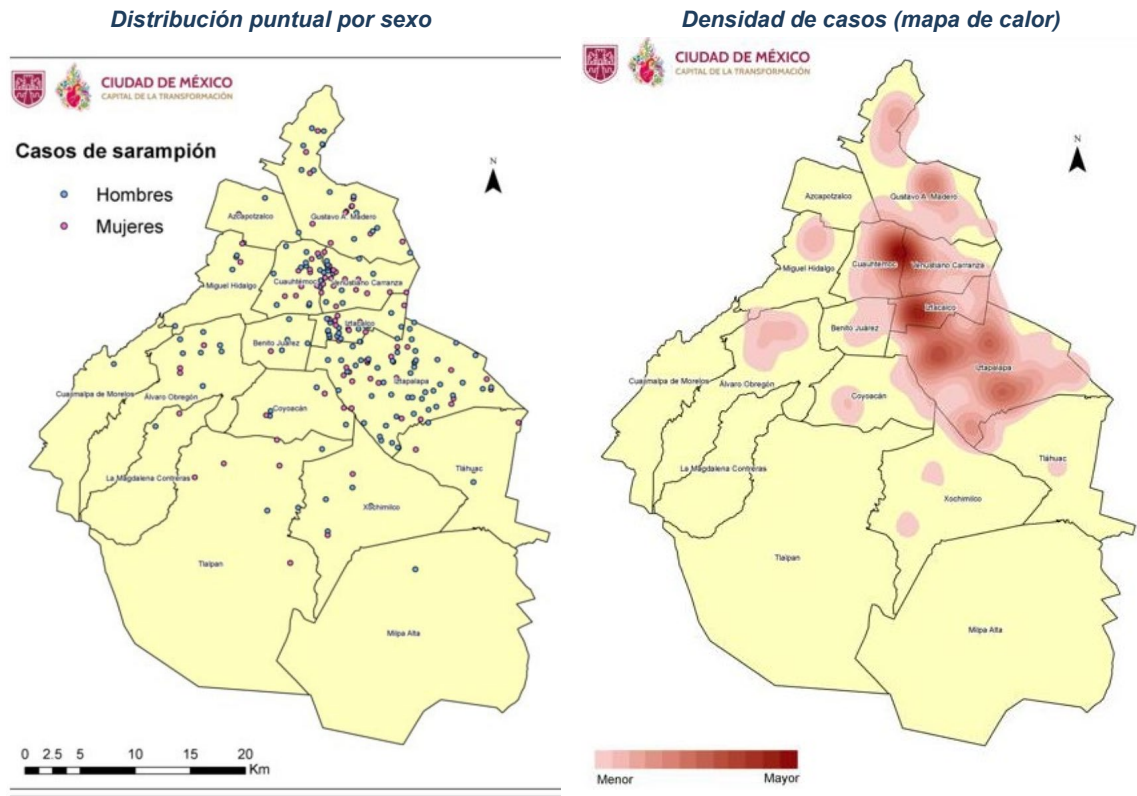 Distribución puntual por sexo
CIUDAD DE MÉXICO
CAPITAL DE LA TRANSFORMACIÓN
Casos de sarampión
Hombres
Mujeres
N
Azcapotzalco
Gustavo A. Madero
Miguel Hidalgo
Cuauhtémoc
Venustiano Carranza
Iztacalco
Benito Juárez
Iztapalapa
Cuajimalpa de Morelos
Álvaro Obregón
Coyoacán
La Magdalena Contreras
Tláhuac
Xochimilco
Tlalpan
Milpa Alta
0 2.5 5 10 15 20
Km
Densidad de casos (mapa de calor)
CIUDAD DE MÉXICO
CAPITAL DE LA TRANSFORMACIÓN
N
Azcapotzalco
Gustavo A. Madero
Miguel Hidalgo
Cuauhtémoc
Venustiano Carranza
Iztacalco
Benito Juárez
Iztapalapa
Cuajimalpa de Morelos
Álvaro Obregón
Coyoacán
La Magdalena Contreras
Tláhuac
Xochimilco
Tlalpan
Milpa Alta
Menor
Mayor